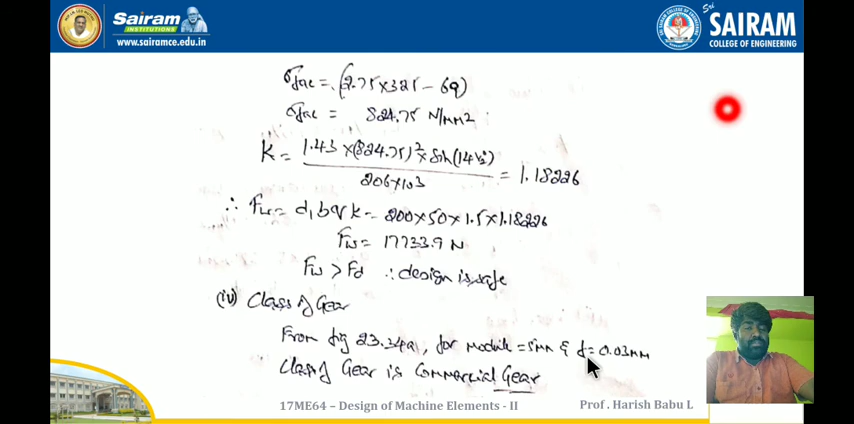 Sairam
INSTITUTIONS
www.sairamce.edu.in
Sri
SAIRAM
COLLEGE OF ENGINEERING
σfac = (2.75×325 − 69)
σfac = 824.75 N/mm2
K = 1.43 × (824.75)² × Sin(14½) / 206×103 = 1.18226
∴ Fw = d1 b q k = 200×50×1.5×1.18226
Fw = 17733.9 N
Fw > Fd ∴ design is safe
(iv) Class of Gear
From fig 23.34a, for module = 5mm & f = 0.03mm
Class of Gear is Commercial Gear
17ME64 – Design of Machine Elements - II
Prof. Harish Babu L